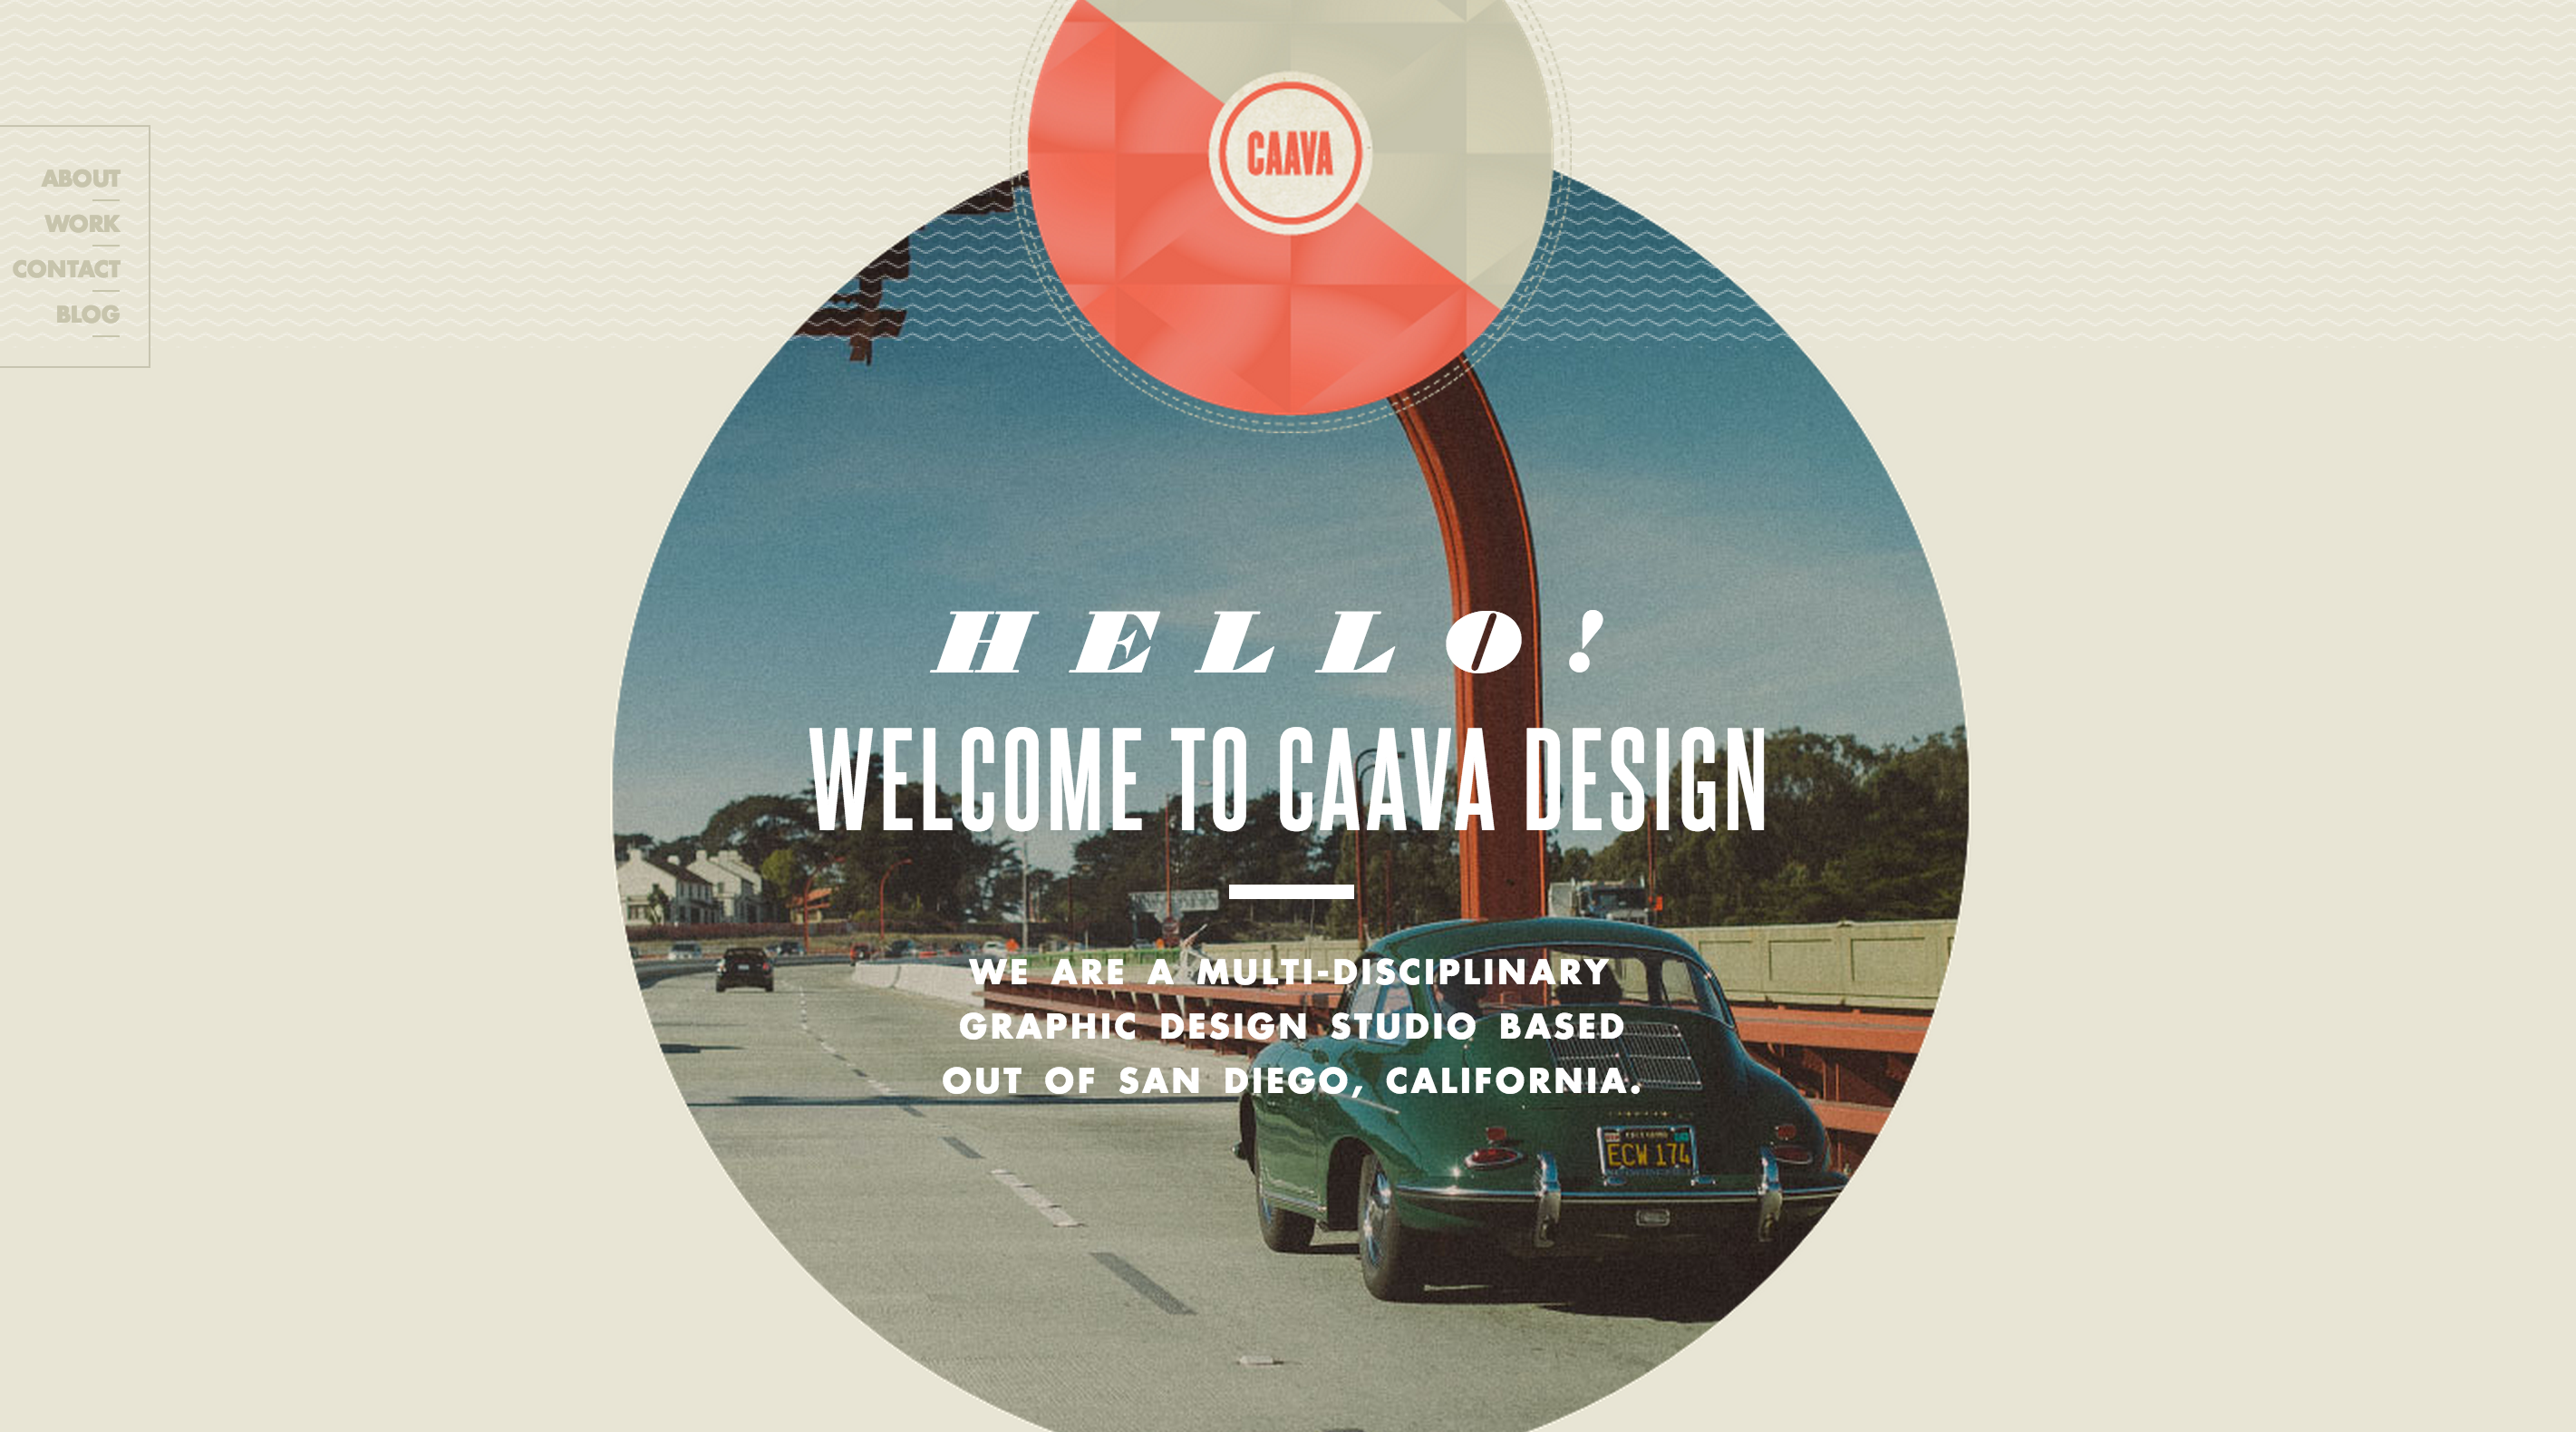 CAAVA
ABOUT
WORK
CONTACT
BLOG
HELLO!
WELCOME TO CAAVA DESIGN
WE ARE A MULTI-DISCIPLINARY
GRAPHIC DESIGN STUDIO BASED
OUT OF SAN DIEGO, CALIFORNIA.
ECW 174